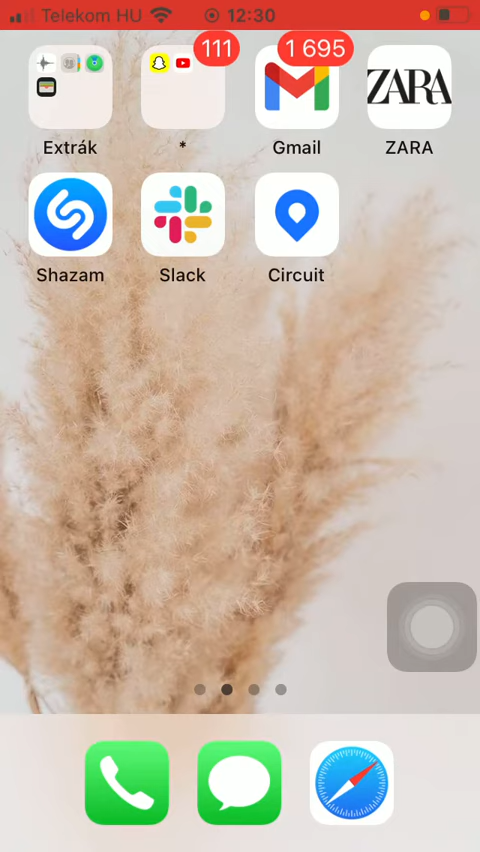 Telekom HU 12:30
111 1 695
ZARA
Extrák * Gmail ZARA
Shazam Slack Circuit